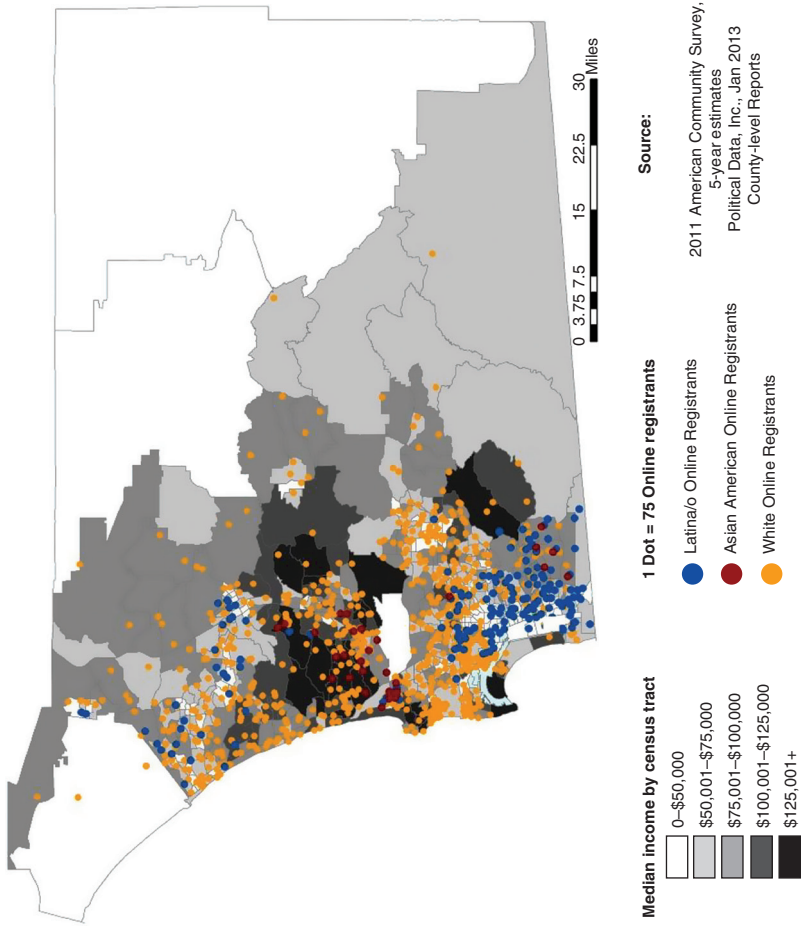 0 3.75 7.5 15 22.5 30
Miles
Median income by census tract
0–$50,000
$50,001–$75,000
$75,001–$100,000
$100,001–$125,000
$125,001+
1 Dot = 75 Online registrants
Latina/o Online Registrants
Asian American Online Registrants
White Online Registrants
Source:
2011 American Community Survey,
5-year estimates
Political Data, Inc., Jan 2013
County-level Reports